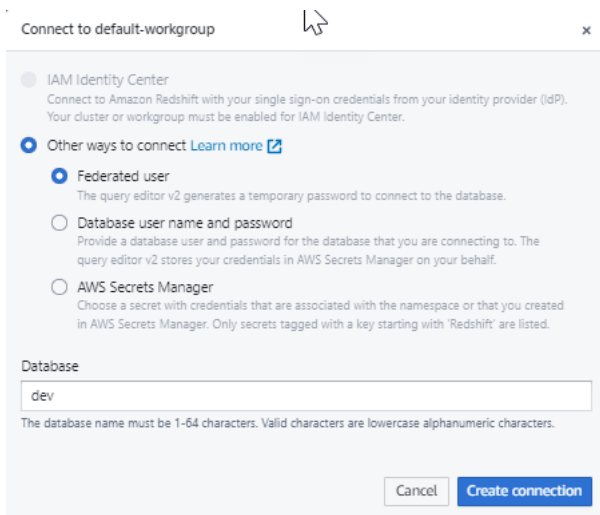 Connect to default-workgroup
×
IAM Identity Center
Connect to Amazon Redshift with your single sign-on credentials from your identity provider (IdP).
Your cluster or workgroup must be enabled for IAM Identity Center.
Other ways to connect Learn more
Federated user
The query editor v2 generates a temporary password to connect to the database.
Database user name and password
Provide a database user and password for the database that you are connecting to. The
query editor v2 stores your credentials in AWS Secrets Manager on your behalf.
AWS Secrets Manager
Choose a secret with credentials that are associated with the namespace or that you created
in AWS Secrets Manager. Only secrets tagged with a key starting with 'Redshift' are listed.
Database
dev
The database name must be 1-64 characters. Valid characters are lowercase alphanumeric characters.
Cancel Create connection